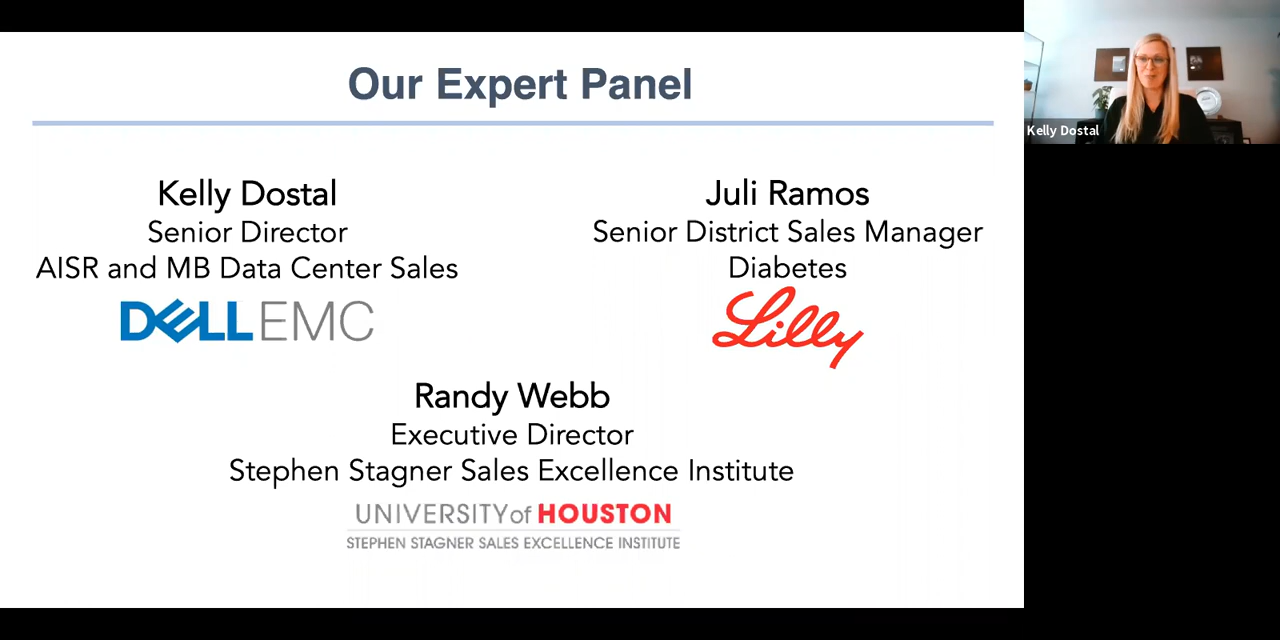 Our Expert Panel
Kelly Dostal
Senior Director
AISR and MB Data Center Sales
DELL EMC
Juli Ramos
Senior District Sales Manager
Diabetes
Lilly
Randy Webb
Executive Director
Stephen Stagner Sales Excellence Institute
UNIVERSITY of HOUSTON
STEPHEN STAGNER SALES EXCELLENCE INSTITUTE
Kelly Dostal